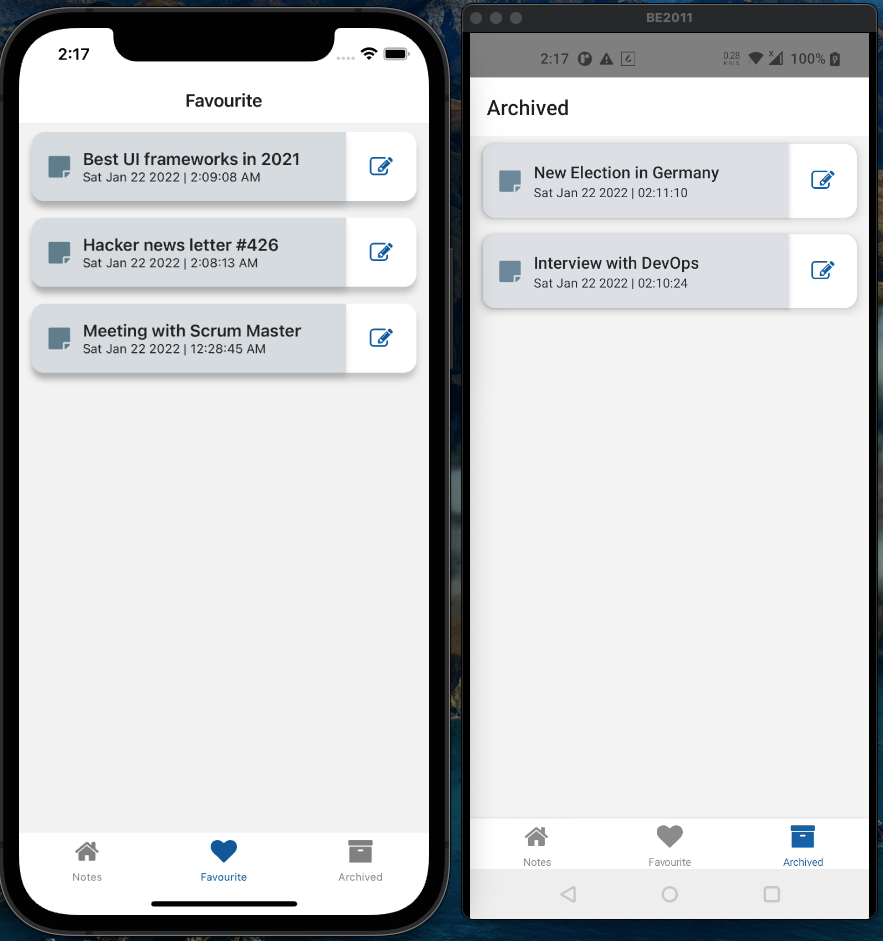 2:17
Favourite
Best UI frameworks in 2021
Sat Jan 22 2022 | 2:09:08 AM
Hacker news letter #426
Sat Jan 22 2022 | 2:08:13 AM
Meeting with Scrum Master
Sat Jan 22 2022 | 12:28:45 AM
Notes
Favourite
Archived
BE2011
2:17
0.28
100%
Archived
New Election in Germany
Sat Jan 22 2022 | 02:11:10
Interview with DevOps
Sat Jan 22 2022 | 02:10:24
Notes
Favourite
Archived